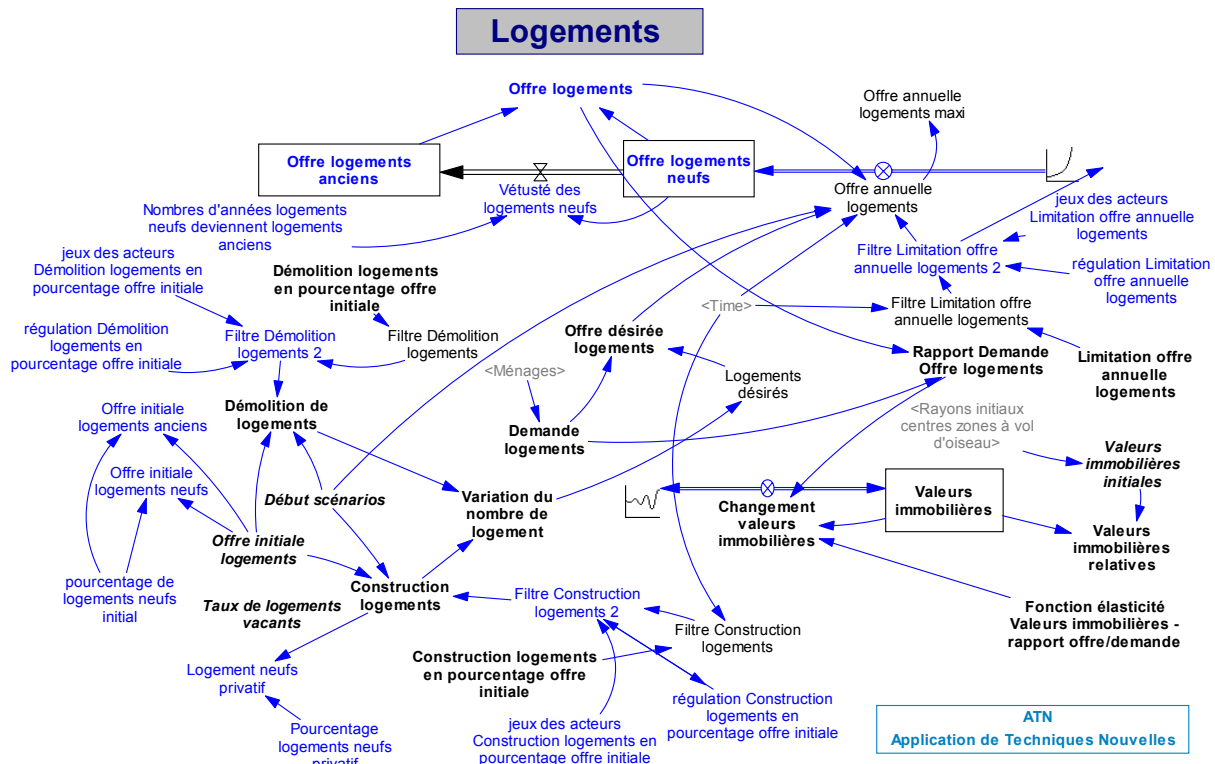 Logements
Offre logements
Offre annuelle
logements maxi
Offre logements
anciens
Offre logements
neufs
Vétusté des
logements neufs
Offre annuelle
logements
jeux des acteurs
Limitation offre annuelle
logements
Nombres d'années logements
neufs deviennent logements
anciens
Filtre Limitation offre
annuelle logements 2
régulation Limitation
offre annuelle
logements
jeux des acteurs
Démolition logements en
pourcentage offre initiale
Démolition logements
en pourcentage offre
initiale
<Time>
Filtre Limitation offre
annuelle logements
régulation Démolition
logements en
pourcentage offre initiale
Filtre Démolition
logements 2
Filtre Démolition
logements
Offre désirée
logements
Rapport Demande
Offre logements
Limitation offre
annuelle
logements
<Ménages>
Logements
désirés
Offre initiale
logements anciens
Démolition de
logements
Demande
logements
<Rayons initiaux
centres zones à vol
d'oiseau>
Valeurs
immobilières
initiales
Offre initiale
logements neufs
Début scénarios
Variation du
nombre de
logement
Changement
valeurs
immobilières
Valeurs
immobilières
Valeurs
immobilières
relatives
Offre initiale
logements
pourcentage de
logements neufs
initial
Taux de logements
vacants
Construction
logements
Filtre Construction
logements 2
Filtre Construction
logements
Fonction élasticité
Valeurs immobilières -
rapport offre/demande
Logement neufs
privatif
Construction logements
en pourcentage offre
initiale
régulation Construction
logements en
pourcentage offre initiale
Pourcentage
logements neufs
privatif
jeux des acteurs
Construction logements en
pourcentage offre initiale
ATN
Application de Techniques Nouvelles